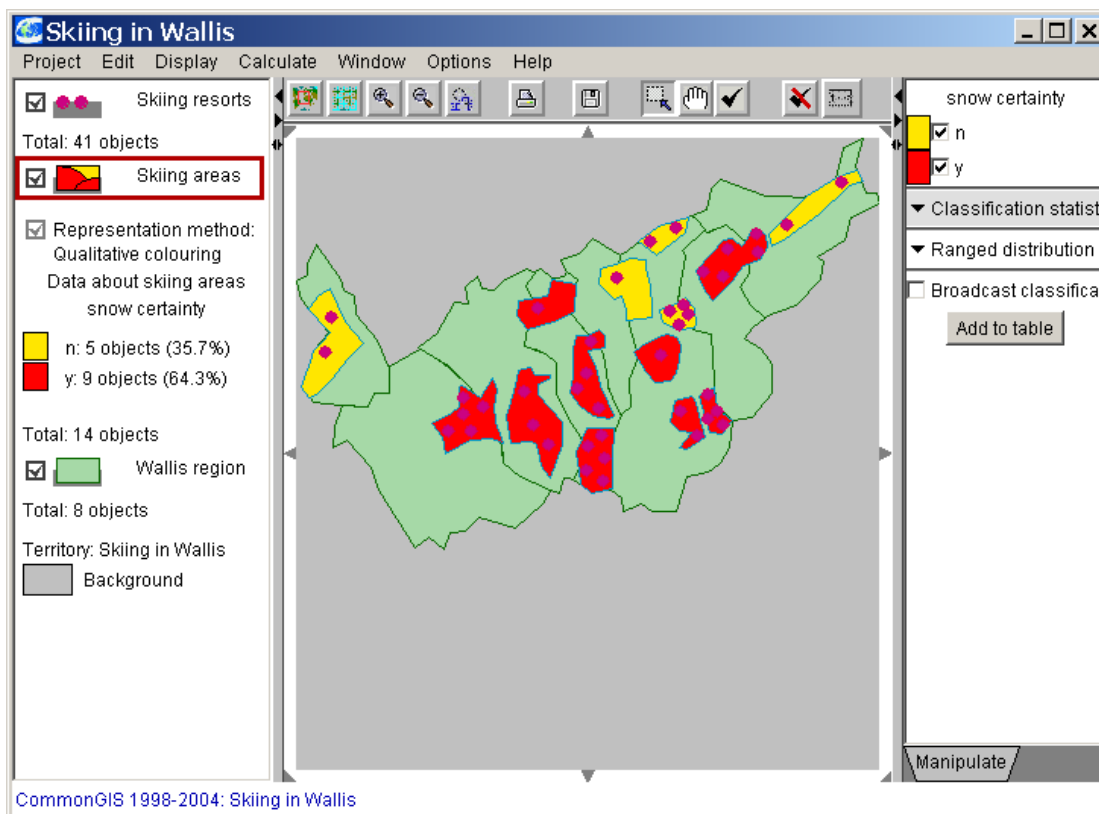 Skiing in Wallis
Project Edit Display Calculate Window Options Help
Skiing resorts
Total: 41 objects
Skiing areas
Representation method:
Qualitative colouring
Data about skiing areas
snow certainty
n: 5 objects (35.7%)
y: 9 objects (64.3%)
Total: 14 objects
Wallis region
Total: 8 objects
Territory: Skiing in Wallis
Background
snow certainty
n
y
Classification statist
Ranged distribution
Broadcast classifica
Add to table
Manipulate
CommonGIS 1998-2004: Skiing in Wallis